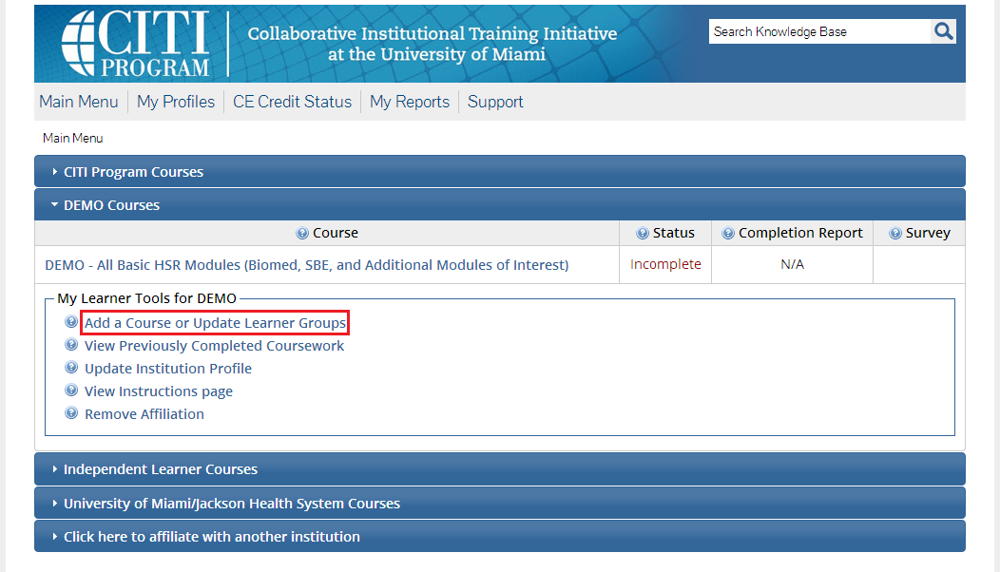 CITI
PROGRAM
Collaborative Institutional Training Initiative
at the University of Miami
Search Knowledge Base
Main Menu My Profiles CE Credit Status My Reports Support
Main Menu
CITI Program Courses
DEMO Courses
? Course ? Status ? Completion Report ? Survey
DEMO - All Basic HSR Modules (Biomed, SBE, and Additional Modules of Interest) Incomplete N/A
My Learner Tools for DEMO
? Add a Course or Update Learner Groups
? View Previously Completed Coursework
? Update Institution Profile
? View Instructions page
? Remove Affiliation
Independent Learner Courses
University of Miami/Jackson Health System Courses
Click here to affiliate with another institution